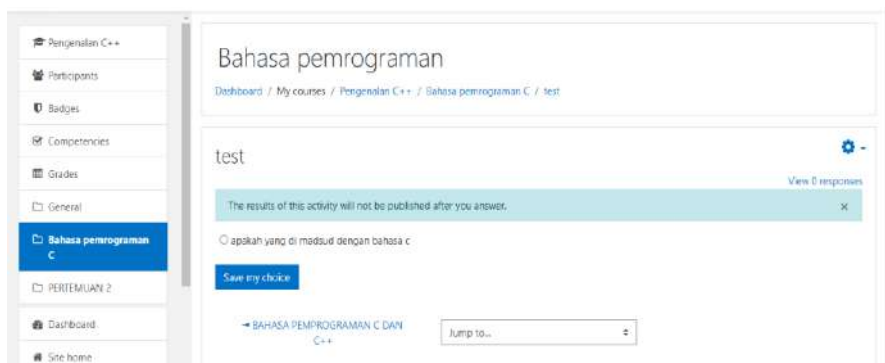 Pengenalan C++
Participants
Badges
Competencies
Grades
General
Bahasa pemrograman
C
PERTEMUAN 2
Dashboard
Site home
Bahasa pemrograman
Dashboard / My courses / Pengenalan C++ / Bahasa pemrograman C / test
test
View 0 responses
The results of this activity will not be published after you answer.
apakah yang di madsud dengan bahasa c
Save my choice
BAHASA PEMPROGRAMAN C DAN
C++
Jump to...